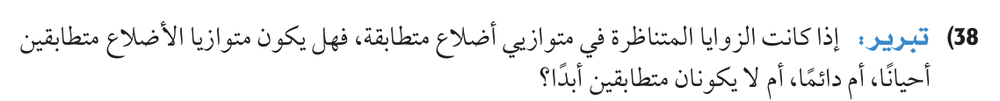 38) تبرير: إذا كانت الزوايا المتناظرة في متوازيي أضلاع متطابقة، فهل يكون متوازيا الأضلاع متطابقين
أحيانًا، أم دائمًا، أم لا يكونان متطابقين أبدًا؟